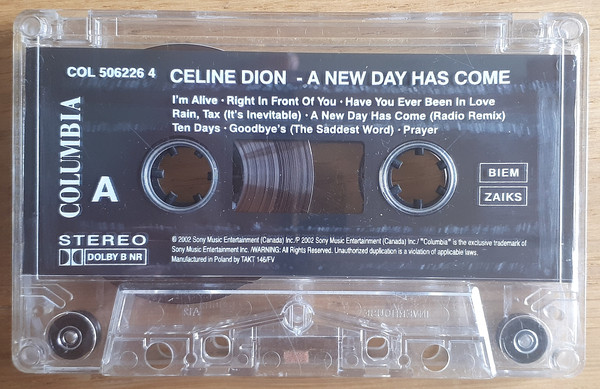 COL 506226 4 CELINE DION - A NEW DAY HAS COME
I'm Alive · Right In Front Of You · Have You Ever Been In Love
Rain, Tax (It's Inevitable) · A New Day Has Come (Radio Remix)
Ten Days · Goodbye's (The Saddest Word) · Prayer
COLUMBIA
A
BIEM
ZAIKS
STEREO
DOLBY B NR
© 2002 Sony Music Entertainment (Canada) Inc./℗ 2002 Sony Music Entertainment (Canada) Inc./ "Columbia" is the exclusive trademark of
Sony Music Entertainment Inc. /WARNING: All Rights Reserved. Unauthorized duplication is a violation of applicable laws.
Manufactured in Poland by TAKT 146/FV